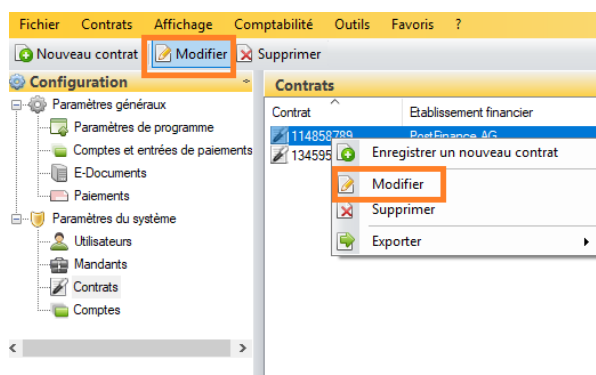 Fichier Contrats Affichage Comptabilité Outils Favoris ?
Nouveau contrat Modifier Supprimer
Configuration
Paramètres généraux
Paramètres de programme
Comptes et entrées de paiements
E-Documents
Paiements
Paramètres du système
Utilisateurs
Mandants
Contrats
Comptes
Contrats
Contrat Etablissement financier
114858789 PostFinance AG
134595
Enregistrer un nouveau contrat
Modifier
Supprimer
Exporter